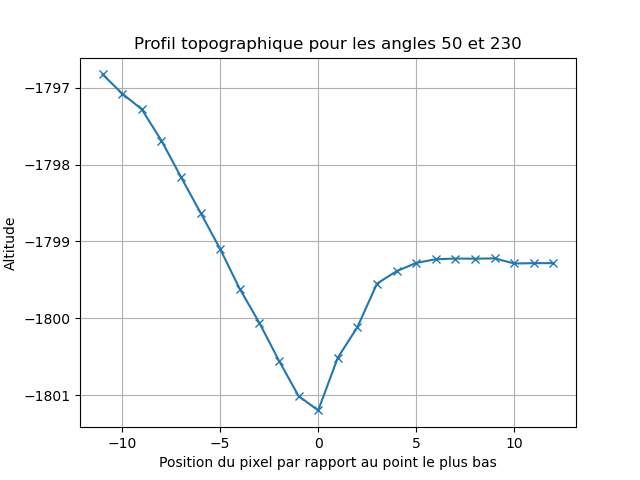 Profil topographique pour les angles 50 et 230
−1797
−1798
−1799
−1800
−1801
Altitude
−10 −5 0 5 10
Position du pixel par rapport au point le plus bas